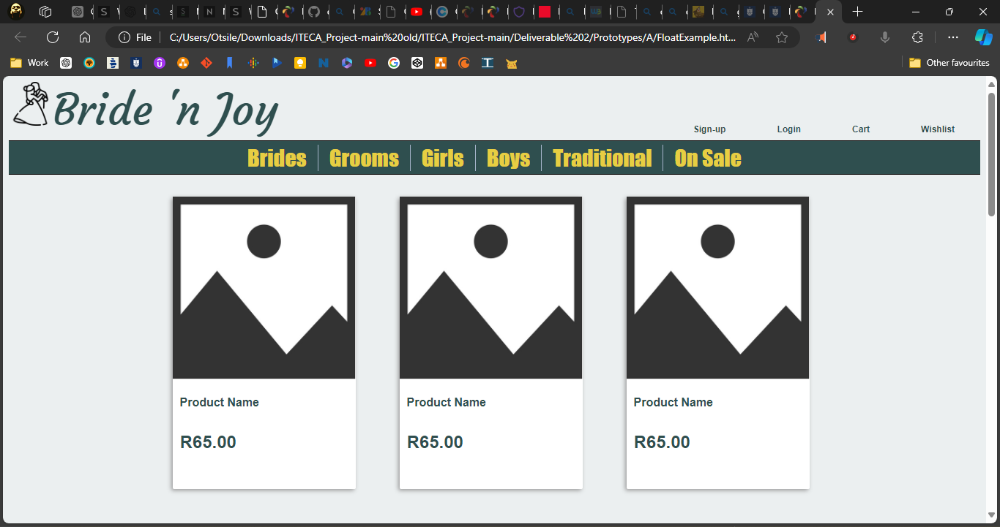 File
C:/Users/Otsile/Downloads/ITECA_Project-main%20old/ITECA_Project-main/Deliverable%202/Prototypes/A/FloatExample.ht...
Work
Other favourites
Bride 'n Joy
Sign-up Login Cart Wishlist
Brides Grooms Girls Boys Traditional On Sale
Product Name Product Name Product Name
R65.00 R65.00 R65.00